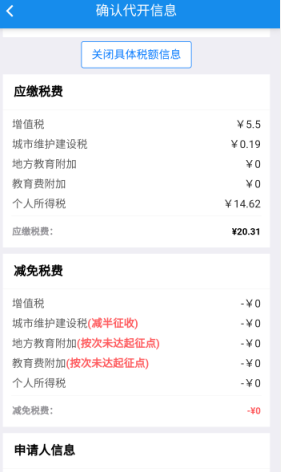 确认代开信息
关闭具体税额信息
应缴税费
增值税 ￥5.5
城市维护建设税 ￥0.19
地方教育附加 ￥0
教育费附加 ￥0
个人所得税 ￥14.62
应缴税费： ¥20.31
减免税费
增值税 -￥0
城市维护建设税(减半征收) -￥0
地方教育附加(按次未达起征点) -￥0
教育费附加(按次未达起征点) -￥0
个人所得税 -￥0
减免税费： -¥0
申请人信息